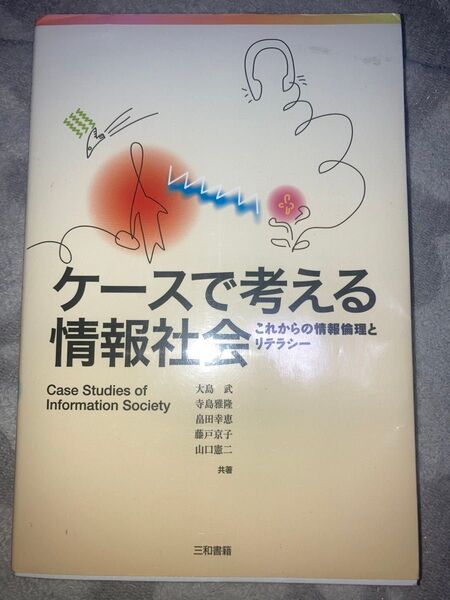 ケースで考える
情報社会
これからの情報倫理と
リテラシー
Case Studies of
Information Society
大島 武
寺島雅隆
畠田幸恵
藤戸京子
山口憲二
共著
三和書籍